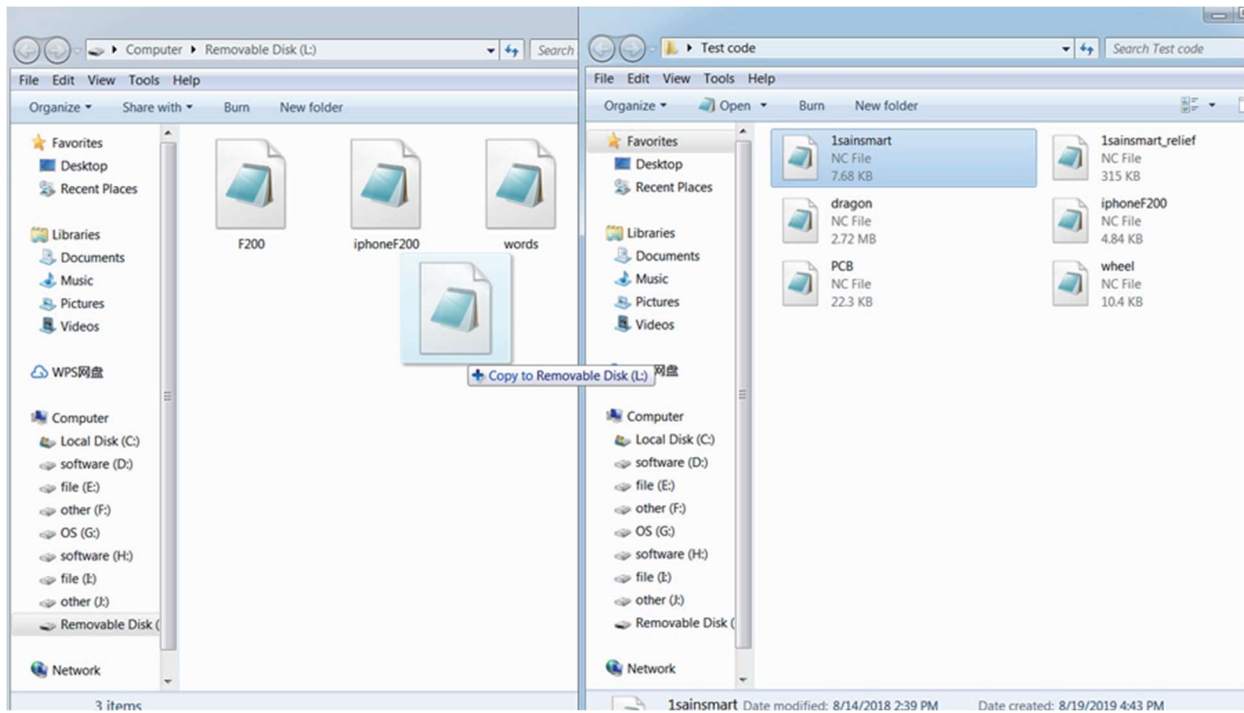 Computer Removable Disk (L:) Search
File Edit View Tools Help
Organize Share with Burn New folder
Favorites
Desktop
Recent Places
Libraries
Documents
Music
Pictures
Videos
WPS网盘
Computer
Local Disk (C:)
software (D:)
file (E:)
other (F:)
OS (G:)
software (H:)
file (I:)
other (J:)
Removable Disk (
Network
F200 iphoneF200 words
Copy to Removable Disk (L:)
3 items
Test code Search Test code
File Edit View Tools Help
Organize Open Burn New folder
Favorites
Desktop
Recent Places
Libraries
Documents
Music
Pictures
Videos
网盘
Computer
Local Disk (C:)
software (D:)
file (E:)
other (F:)
OS (G:)
software (H:)
file (I:)
other (J:)
Removable Disk (
Network
1sainsmart
NC File
7.68 KB
1sainsmart_relief
NC File
315 KB
dragon
NC File
2.72 MB
iphoneF200
NC File
4.84 KB
PCB
NC File
22.3 KB
wheel
NC File
10.4 KB
1sainsmart Date modified: 8/14/2018 2:39 PM Date created: 8/19/2019 4:43 PM